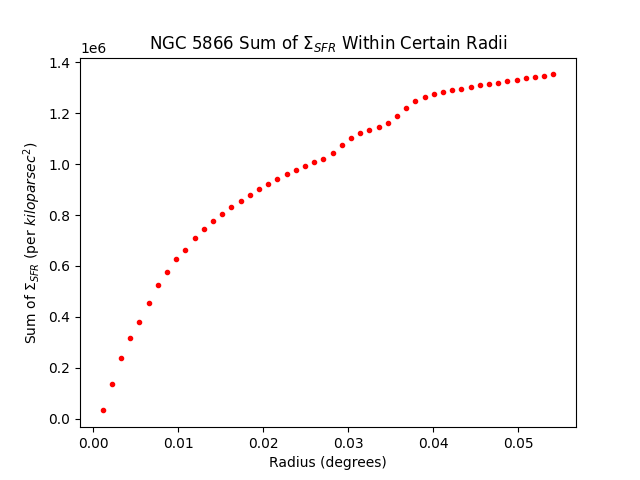 NGC 5866 Sum of Σ_SFR Within Certain Radii
1e6
1.4
1.2
1.0
0.8
0.6
0.4
0.2
0.0
Sum of Σ_SFR (per kiloparsec²)
0.00 0.01 0.02 0.03 0.04 0.05
Radius (degrees)